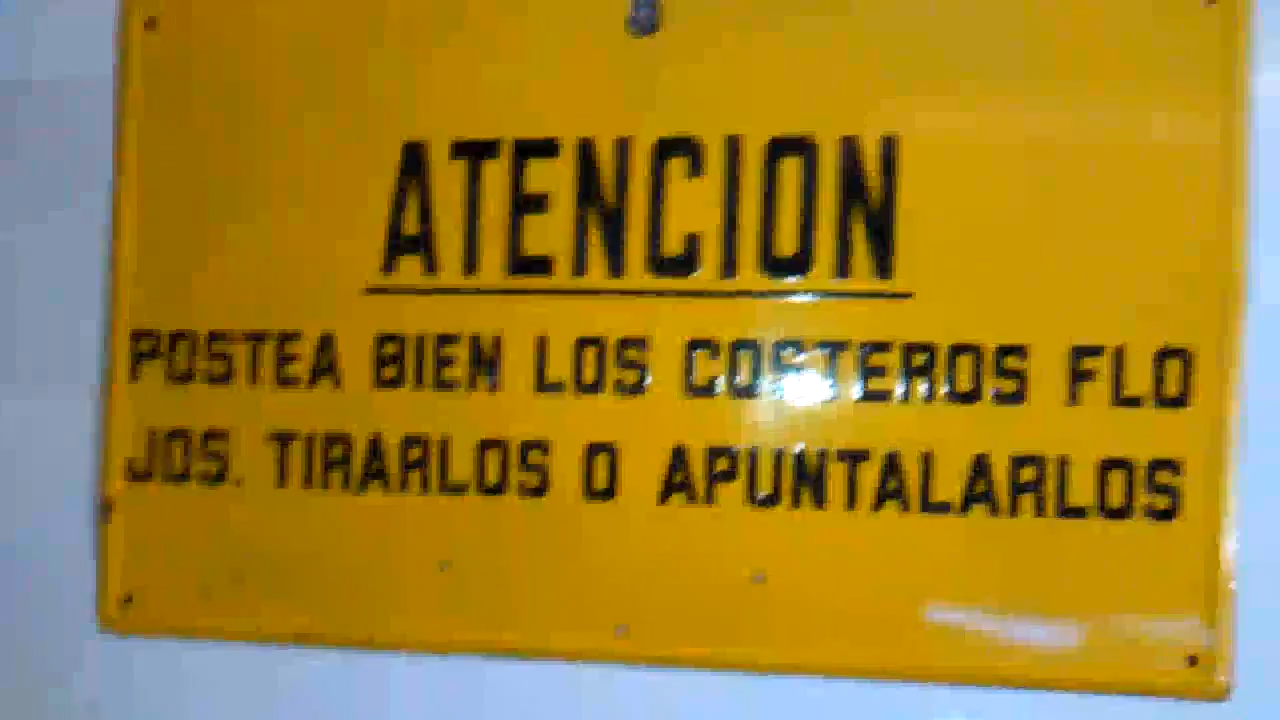 ATENCION
POSTEA BIEN LOS COSTEROS FLO
JOS. TIRARLOS O APUNTALARLOS